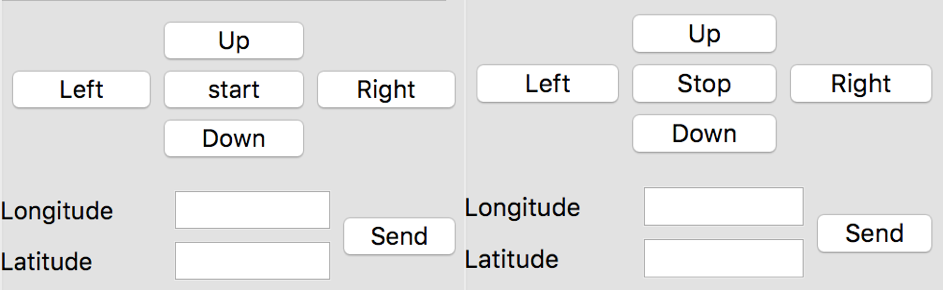 Up
Left start Right
Down
Longitude
Send
Latitude
Up
Left Stop Right
Down
Longitude
Send
Latitude